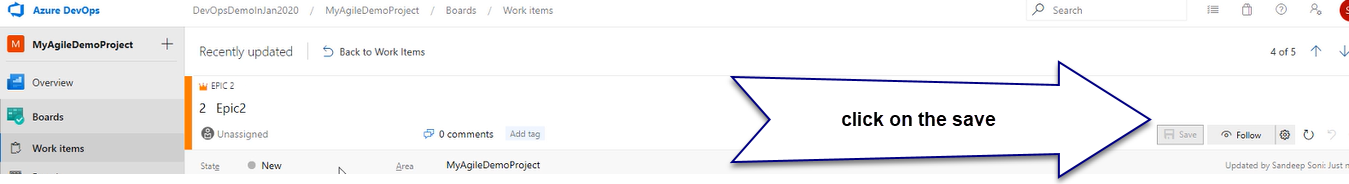 Azure DevOps
DevOpsDemoInJan2020 / MyAgileDemoProject / Boards / Work items
Search
M MyAgileDemoProject +
Recently updated Back to Work Items 4 of 5
Overview
EPIC 2
2 Epic2
Boards
click on the save
Unassigned 0 comments Add tag
Save Follow
Work items
State New Area MyAgileDemoProject
Updated by Sandeep Soni: Just